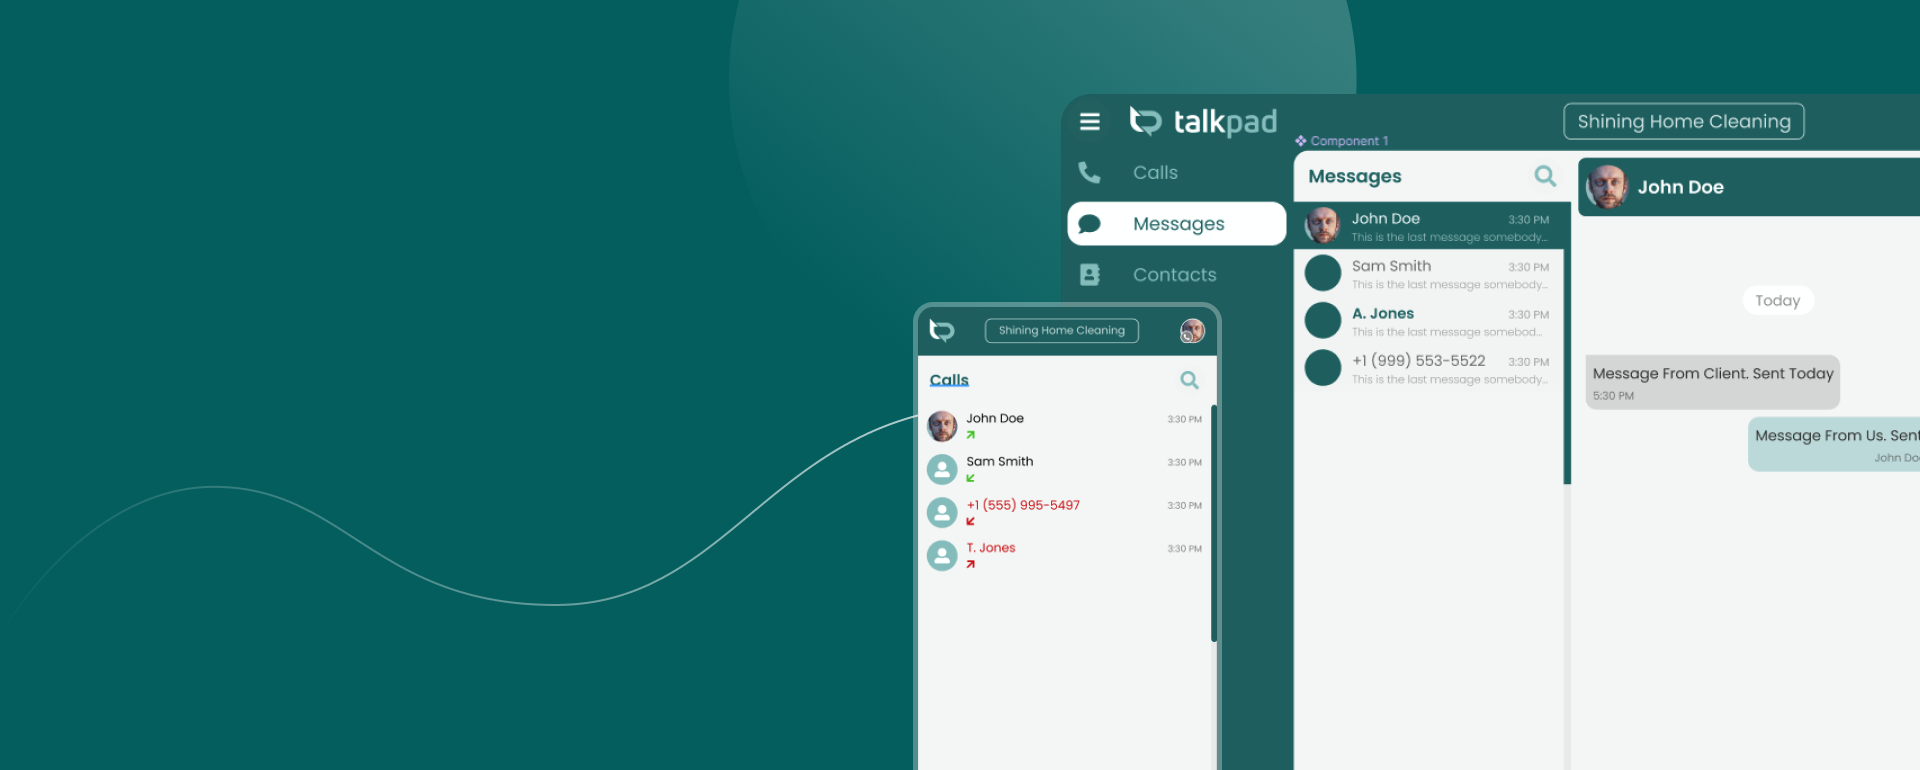 talkpad
Shining Home Cleaning
Component 1
Calls
Messages
Contacts
Messages
John Doe
3:30 PM
This is the last message somebody...
Sam Smith
3:30 PM
This is the last message somebody...
A. Jones
3:30 PM
This is the last message somebod...
+1 (999) 553-5522
3:30 PM
This is the last message somebody...
John Doe
Today
Message From Client. Sent Today
5:30 PM
Message From Us. Sent
John Do
Shining Home Cleaning
Calls
John Doe
3:30 PM
Sam Smith
3:30 PM
+1 (555) 995-5497
3:30 PM
T. Jones
3:30 PM